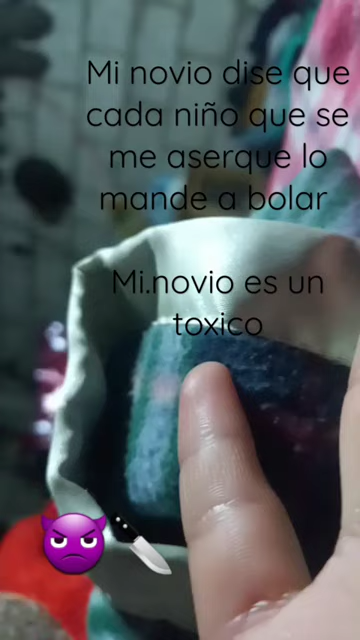 Mi novio dise que
cada niño que se
me aserque lo
mande a bolar
Mi.novio es un
toxico